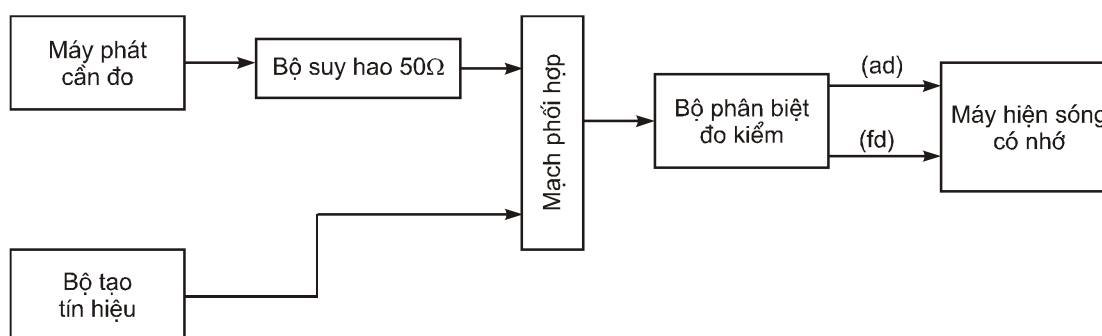 Máy phát
cần đo
Bộ suy hao 50Ω
Mạch phối hợp
Bộ phân biệt
đo kiểm
(ad)
(fd)
Máy hiện sóng
có nhớ
Bộ tạo
tín hiệu